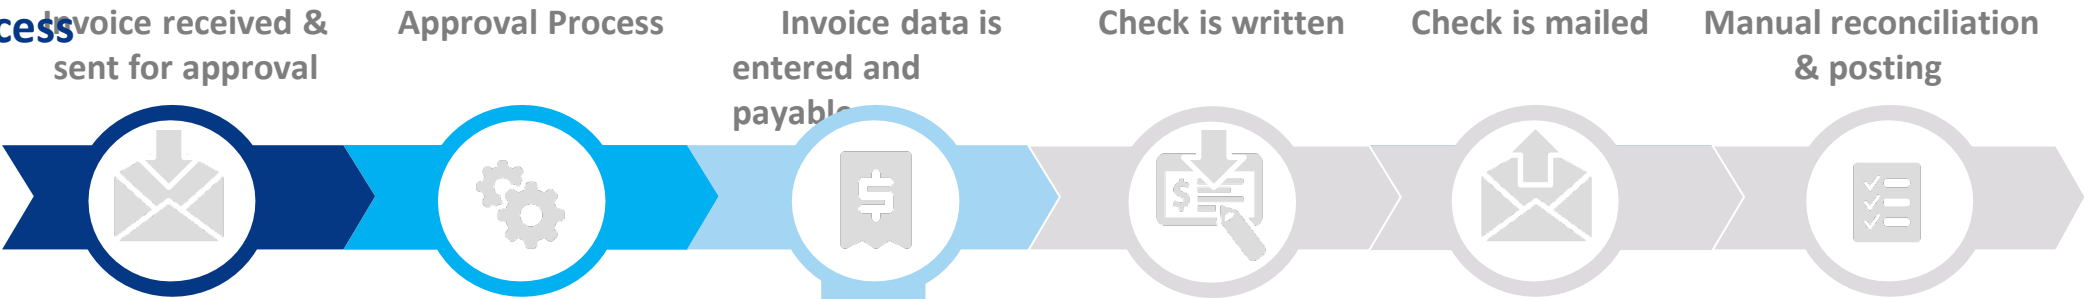 cess
Invoice received &
sent for approval
Approval Process
Invoice data is
entered and
payable
Check is written
Check is mailed
Manual reconciliation
& posting
$
$